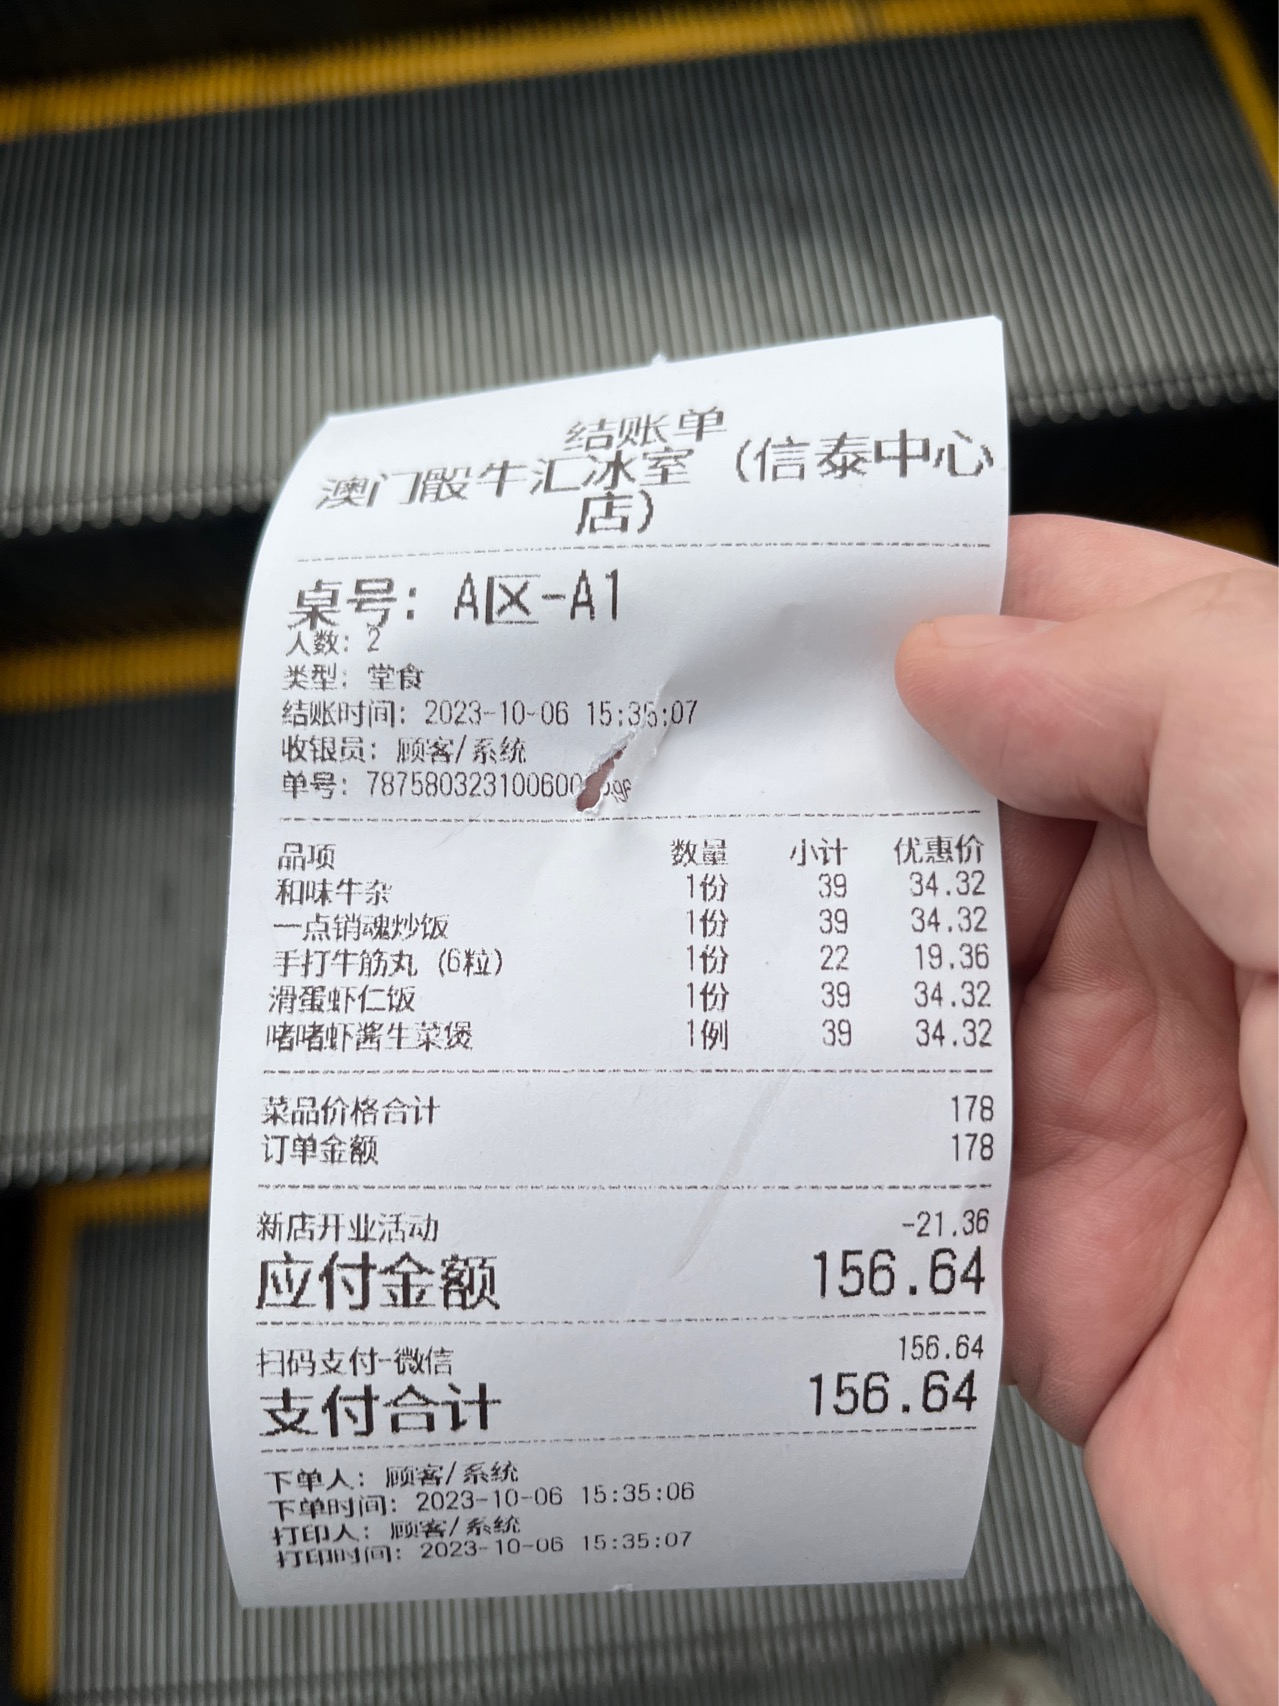 结账单
澳门骰牛汇冰室（信泰中心
店）
桌号：A区-A1
人数：2
类型：堂食
结账时间：2023-10-06 15:35:07
收银员：顾客/系统
单号：
品项 数量 小计 优惠价
和味牛杂 1份 39 34.32
一点销魂炒饭 1份 39 34.32
手打牛筋丸（6粒） 1份 22 19.36
滑蛋虾仁饭 1份 39 34.32
啫啫虾酱生菜煲 1例 39 34.32
菜品价格合计 178
订单金额 178
新店开业活动 -21.36
应付金额 156.64
扫码支付-微信 156.64
支付合计 156.64
下单人：顾客/系统
下单时间：2023-10-06 15:35:06
打印人：顾客/系统
打印时间：2023-10-06 15:35:07